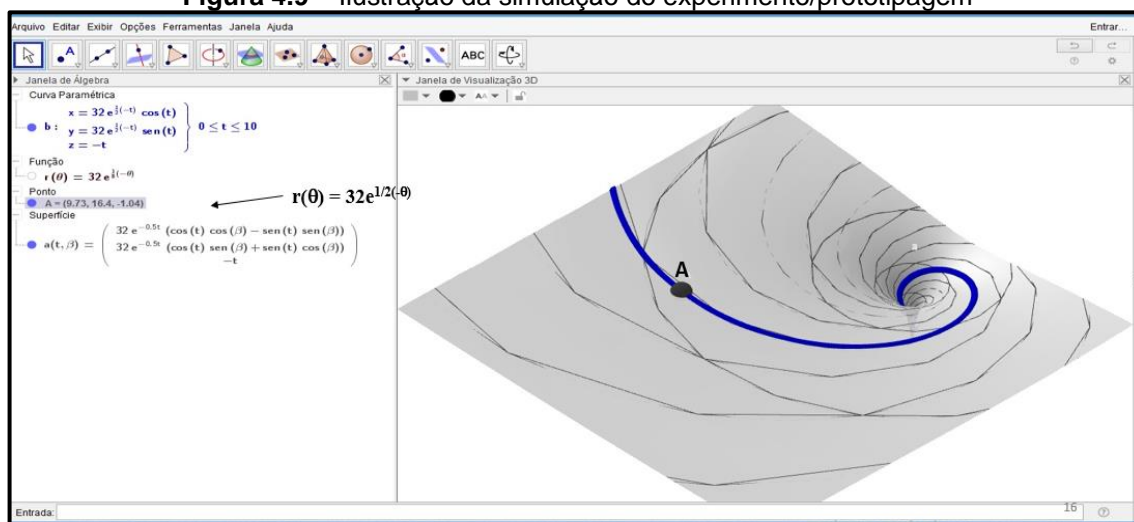 Figura 4.9 – Ilustração da simulação do experimento/prototipagem
Arquivo Editar Exibir Opções Ferramentas Janela Ajuda
Entrar...
A
ABC
Janela de Álgebra
Janela de Visualização 3D
Curva Paramétrica
x = 32 e^{½(−t)} cos (t)
b : y = 32 e^{½(−t)} sen (t) } 0 ≤ t ≤ 10
z = −t
Função
r (θ) = 32 e^{½(−θ)}
Ponto
A = (9.73, 16.4, -1.04)
r(θ) = 32e^{1/2(-θ)}
Superfície
32 e^{−0.5t} (cos (t) cos (β) − sen (t) sen (β))
a(t, β) = 32 e^{−0.5t} (cos (t) sen (β) + sen (t) cos (β))
−t
a
A
Entrada:
16